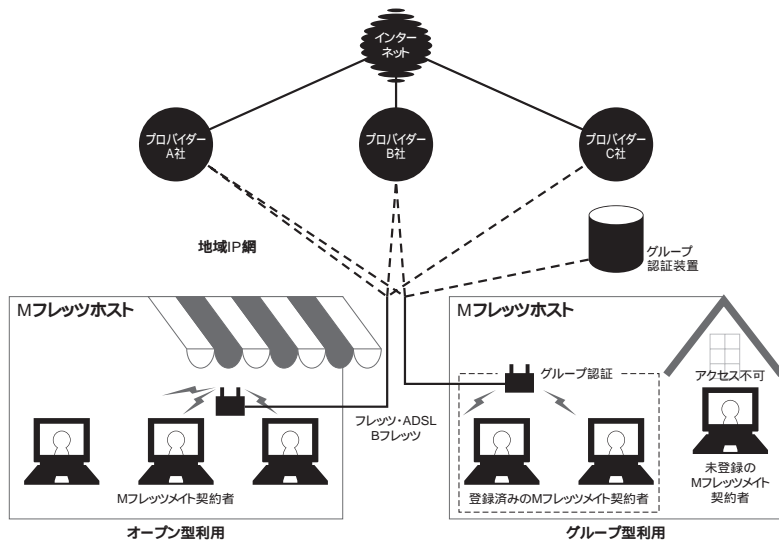 インター
ネット
プロバイダー
A社
プロバイダー
B社
プロバイダー
C社
地域IP網
グループ
認証装置
Mフレッツホスト
Mフレッツホスト
グループ認証
アクセス不可
フレッツ・ADSL
Bフレッツ
Mフレッツメイト契約者
登録済みのMフレッツメイト契約者
未登録の
Mフレッツメイト
契約者
オープン型利用
グループ型利用